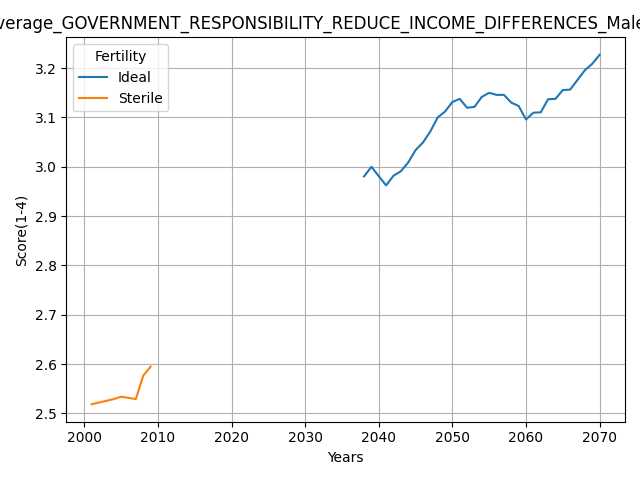 verage_GOVERNMENT_RESPONSIBILITY_REDUCE_INCOME_DIFFERENCES_Male
Fertility
Ideal
Sterile
Score(1-4)
3.2
3.1
3.0
2.9
2.8
2.7
2.6
2.5
2000 2010 2020 2030 2040 2050 2060 2070
Years